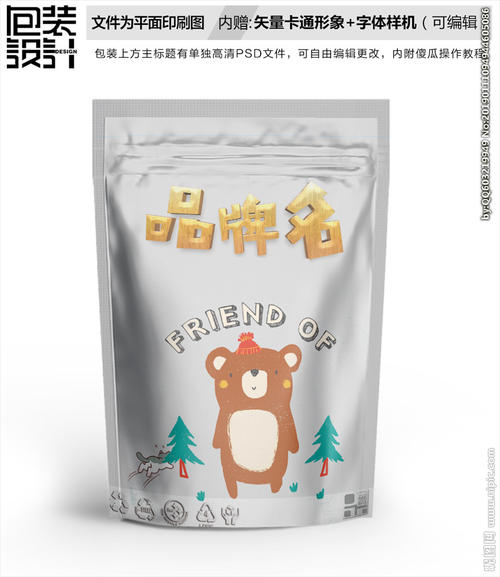 包装设计
DESIGN
文件为平面印刷图 内赠:矢量卡通形象+字体样机（可编辑
包装上方主标题有单独高清PSD文件，可自由编辑更改，内附傻瓜操作教程
品牌名
FRIEND OF
www.nipic.com